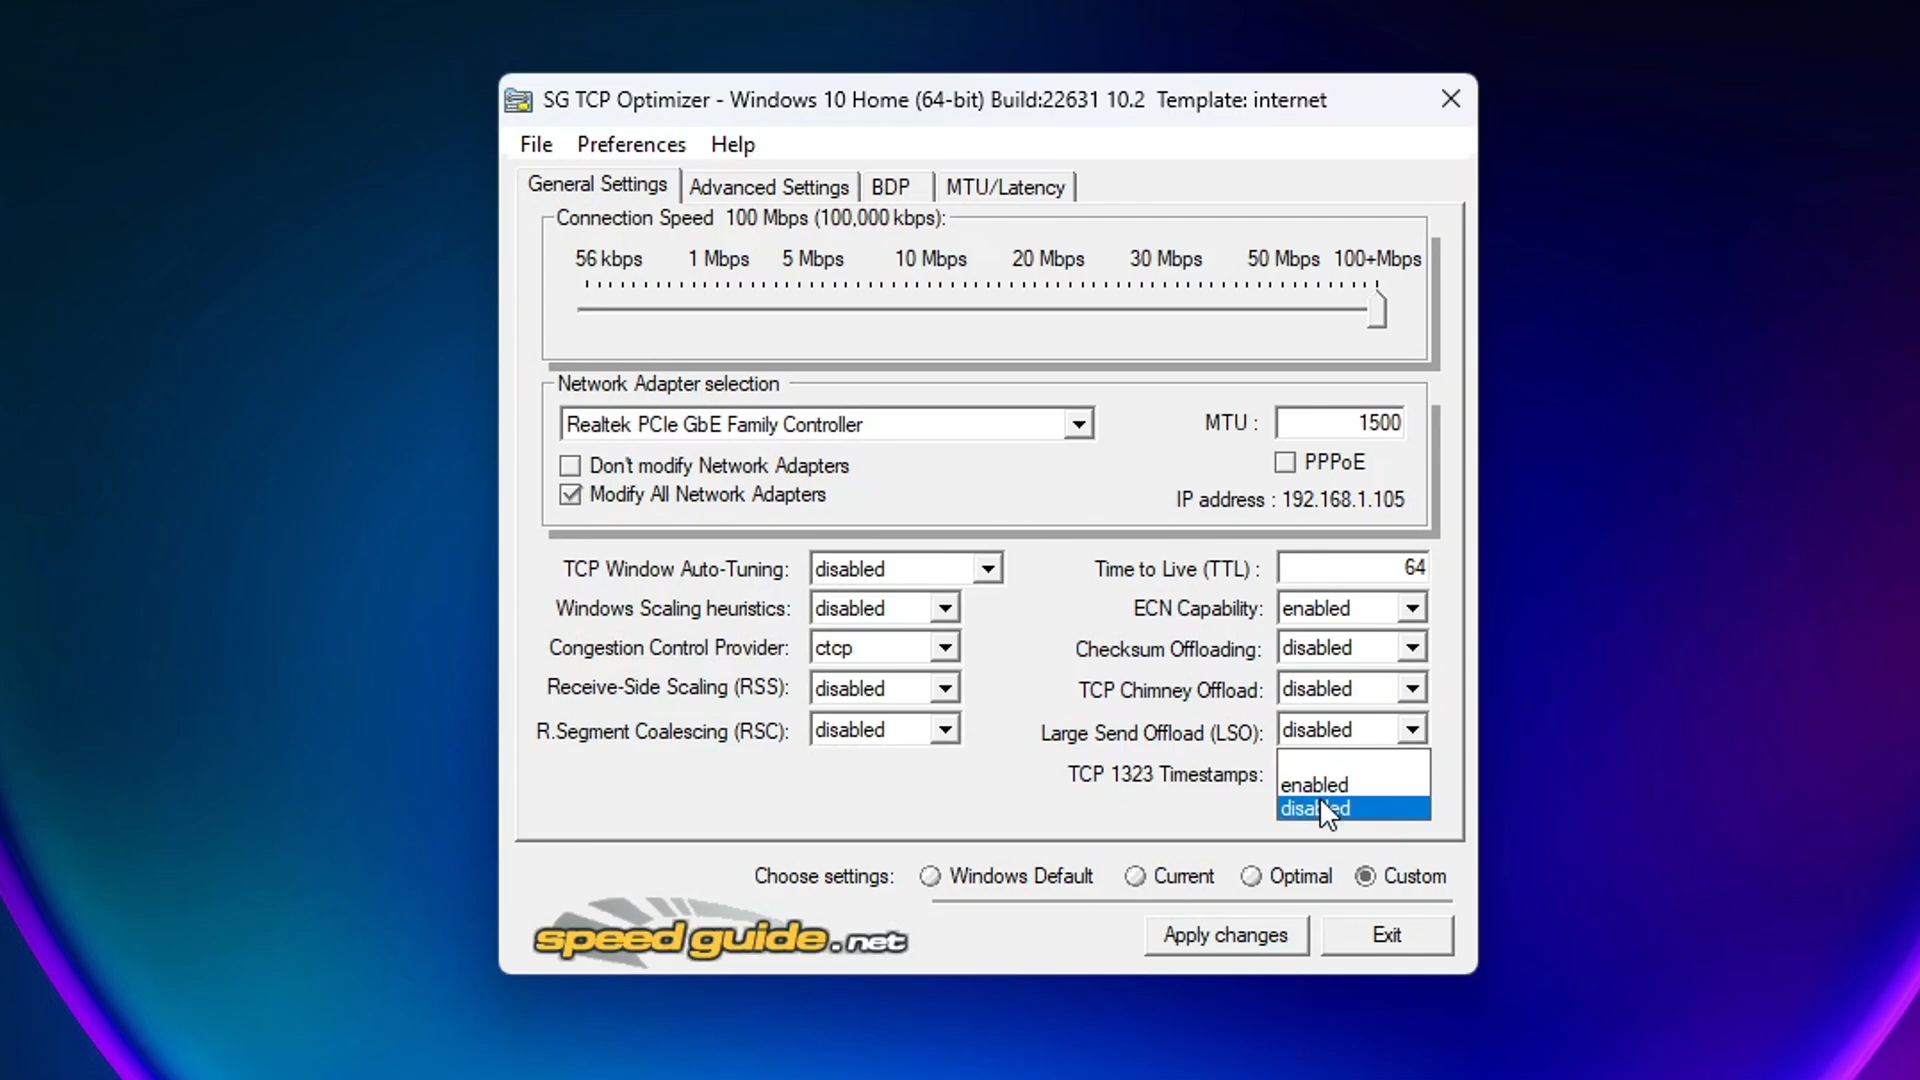 SG TCP Optimizer - Windows 10 Home (64-bit) Build:22631 10.2 Template: internet
File Preferences Help
General Settings Advanced Settings BDP MTU/Latency
Connection Speed 100 Mbps (100,000 kbps):
56 kbps 1 Mbps 5 Mbps 10 Mbps 20 Mbps 30 Mbps 50 Mbps 100+Mbps
Network Adapter selection
Realtek PCIe GbE Family Controller MTU : 1500
Don't modify Network Adapters PPPoE
Modify All Network Adapters IP address : 192.168.1.105
TCP Window Auto-Tuning: disabled Time to Live (TTL) : 64
Windows Scaling heuristics: disabled ECN Capability: enabled
Congestion Control Provider: ctcp Checksum Offloading: disabled
Receive-Side Scaling (RSS): disabled TCP Chimney Offload: disabled
R.Segment Coalescing (RSC): disabled Large Send Offload (LSO): disabled
TCP 1323 Timestamps: enabled
disabled
Choose settings: Windows Default Current Optimal Custom
speedguide.net Apply changes Exit